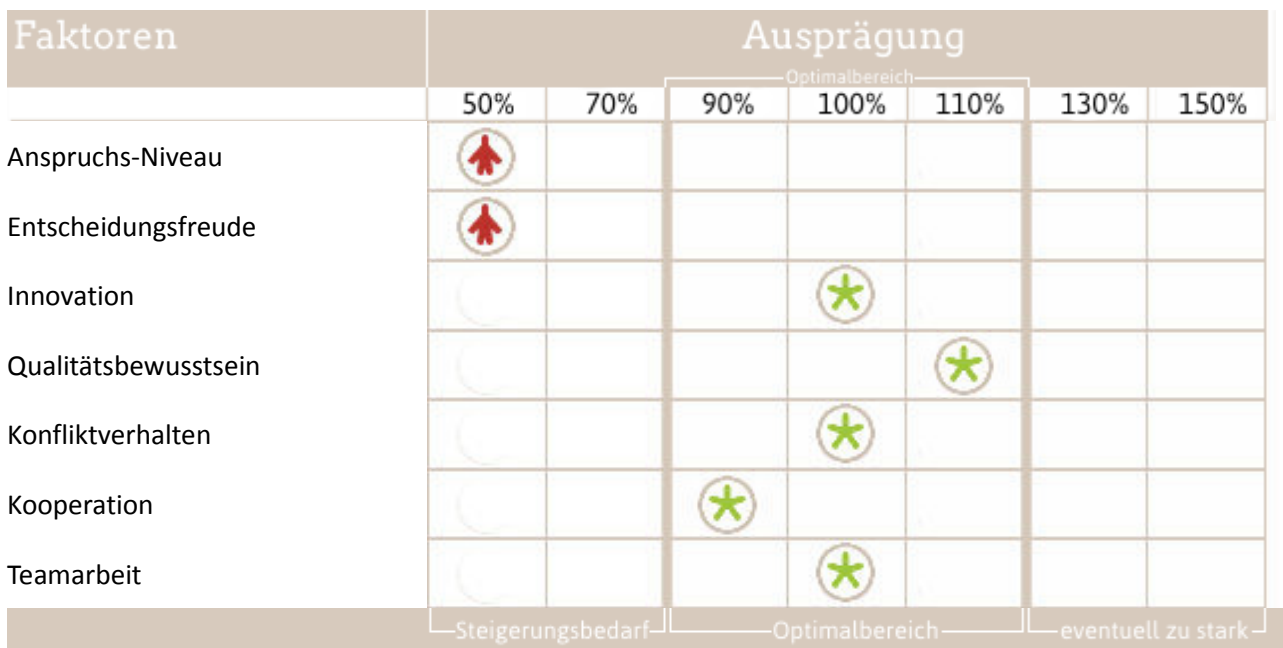 Faktoren Ausprägung
Optimalbereich
50% 70% 90% 100% 110% 130% 150%
Anspruchs-Niveau
Entscheidungsfreude
Innovation
Qualitätsbewusstsein
Konfliktverhalten
Kooperation
Teamarbeit
Steigerungsbedarf Optimalbereich eventuell zu stark